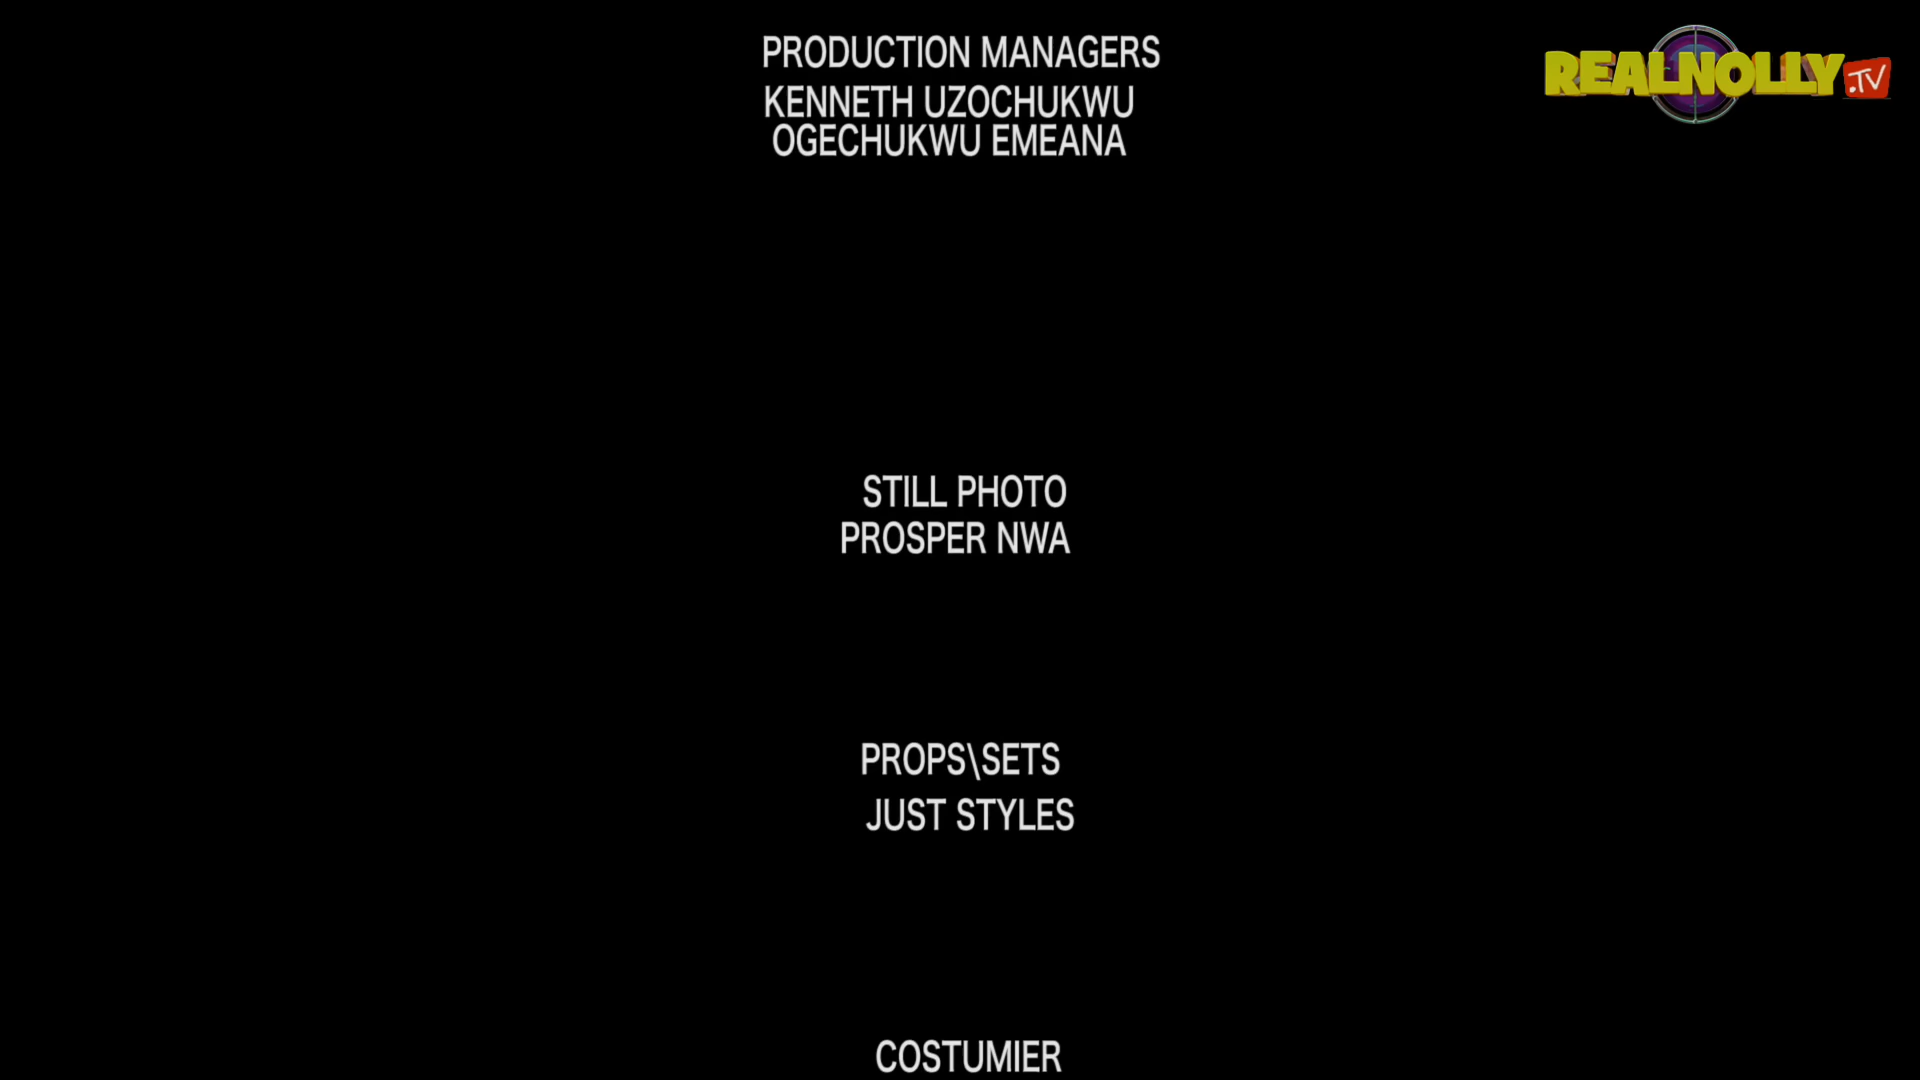 PRODUCTION MANAGERS
KENNETH UZOCHUKWU
OGECHUKWU EMEANA
REALNOLLY.TV
STILL PHOTO
PROSPER NWA
PROPS\SETS
JUST STYLES
COSTUMIER